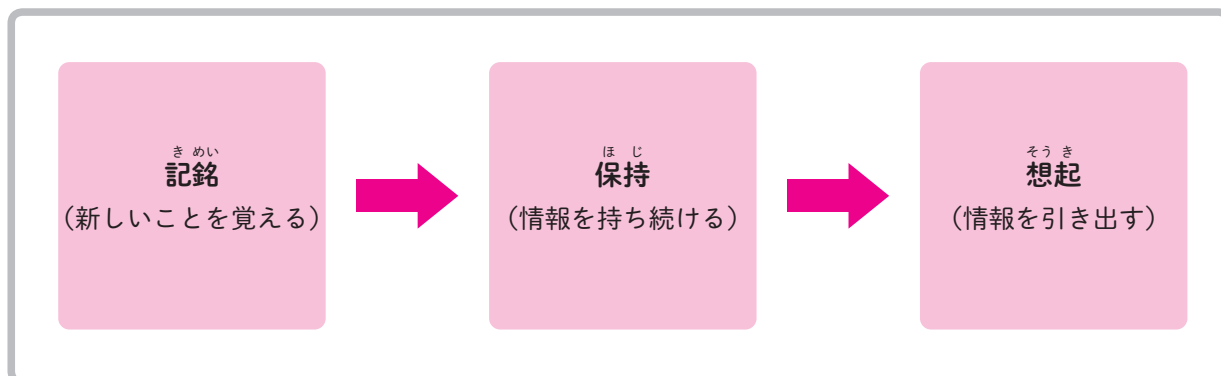 き めい
記銘
(新しいことを覚える)
ほ じ
保持
(情報を持ち続ける)
そう き
想起
(情報を引き出す)